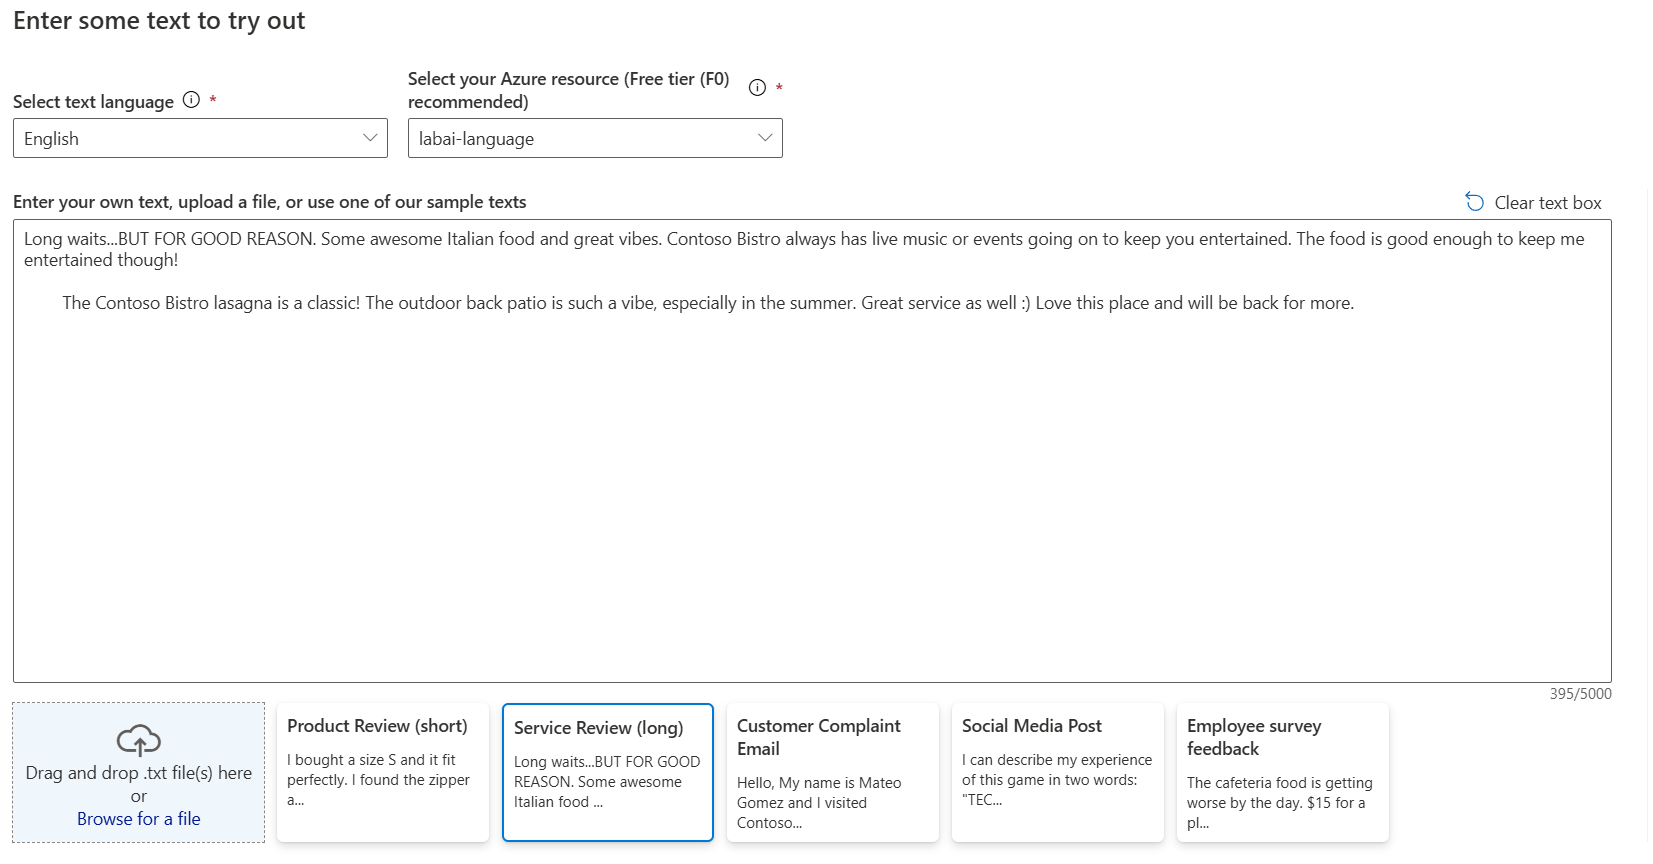 Enter some text to try out
Select text language *
English
Select your Azure resource (Free tier (F0)
recommended) *
labai-language
Enter your own text, upload a file, or use one of our sample texts
Clear text box
Long waits...BUT FOR GOOD REASON. Some awesome Italian food and great vibes. Contoso Bistro always has live music or events going on to keep you entertained. The food is good enough to keep me
entertained though!
The Contoso Bistro lasagna is a classic! The outdoor back patio is such a vibe, especially in the summer. Great service as well :) Love this place and will be back for more.
395/5000
Drag and drop .txt file(s) here
or
Browse for a file
Product Review (short)
I bought a size S and it fit
perfectly. I found the zipper
a...
Service Review (long)
Long waits...BUT FOR GOOD
REASON. Some awesome
Italian food ...
Customer Complaint
Email
Hello, My name is Mateo
Gomez and I visited
Contoso...
Social Media Post
I can describe my experience
of this game in two words:
"TEC...
Employee survey
feedback
The cafeteria food is getting
worse by the day. $15 for a
pl...